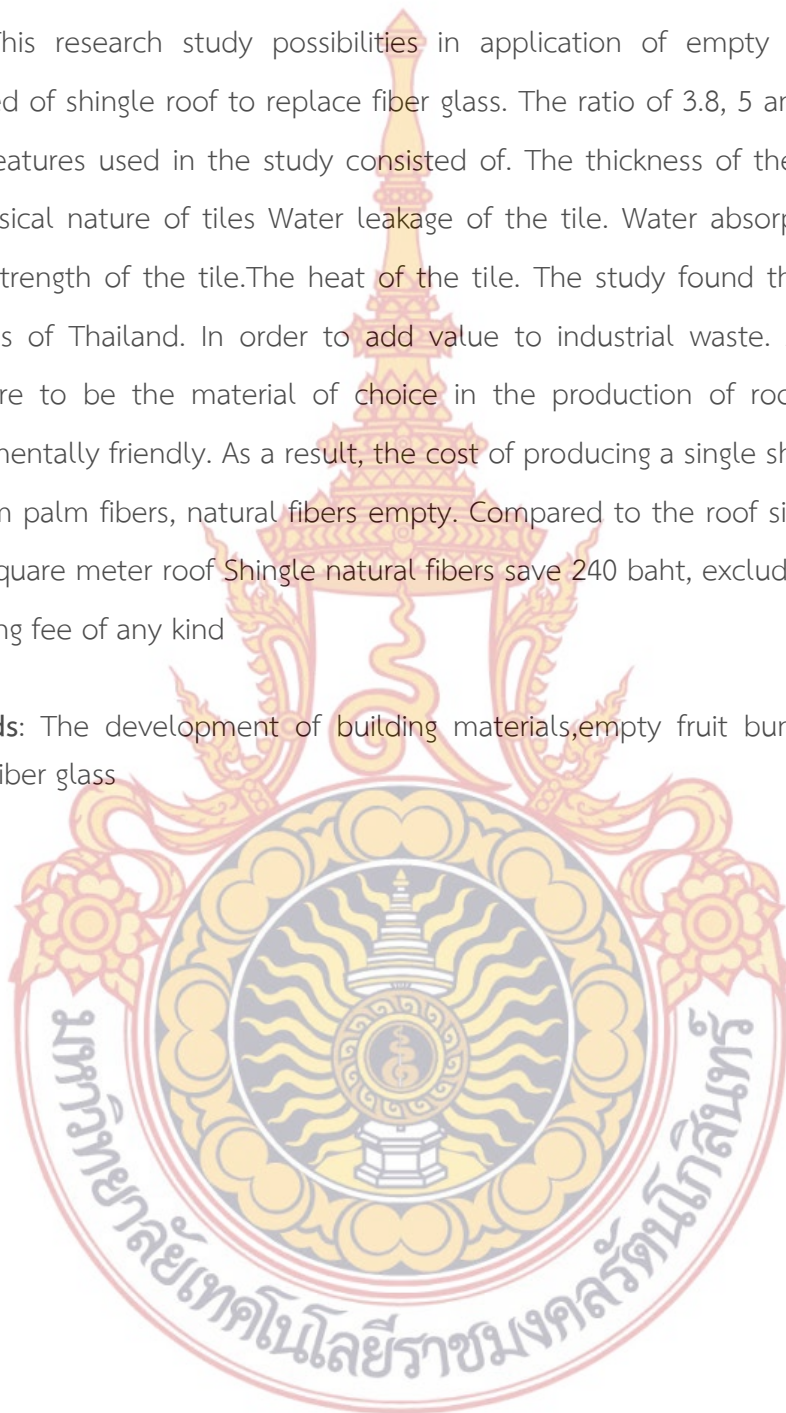 This research study possibilities in application of empty
ed of shingle roof to replace fiber glass. The ratio of 3.8, 5 an
eatures used in the study consisted of. The thickness of the
sical nature of tiles Water leakage of the tile. Water absorp
trength of the tile.The heat of the tile. The study found th
s of Thailand. In order to add value to industrial waste.
re to be the material of choice in the production of roo
mentally friendly. As a result, the cost of producing a single sh
m palm fibers, natural fibers empty. Compared to the roof si
quare meter roof Shingle natural fibers save 240 baht, exclud
ng fee of any kind
ds: The development of building materials,empty fruit bun
iber glass
มหาวิทยาลัยเทคโนโลยีราชมงคลรัตนโกสินทร์